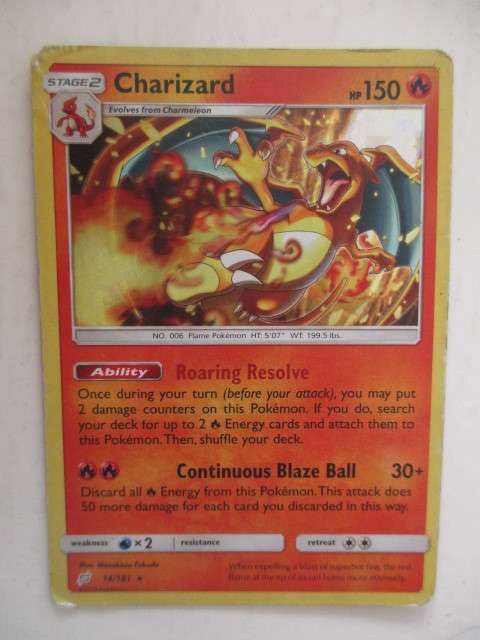 STAGE 2 Charizard HP 150
Evolves from Charmeleon
NO. 006 Flame Pokémon HT: 5'07" WT: 199.5 lbs.
Ability Roaring Resolve
Once during your turn (before your attack), you may put
2 damage counters on this Pokémon. If you do, search
your deck for up to 2 Energy cards and attach them to
this Pokémon. Then, shuffle your deck.
Continuous Blaze Ball 30+
Discard all Energy from this Pokémon. This attack does
50 more damage for each card you discarded in this way.
weakness ×2 resistance retreat
Illus. Masakazu Fukuda
14/181
When expelling a blast of superhot fire, the red
flame at the tip of its tail burns more intensely.